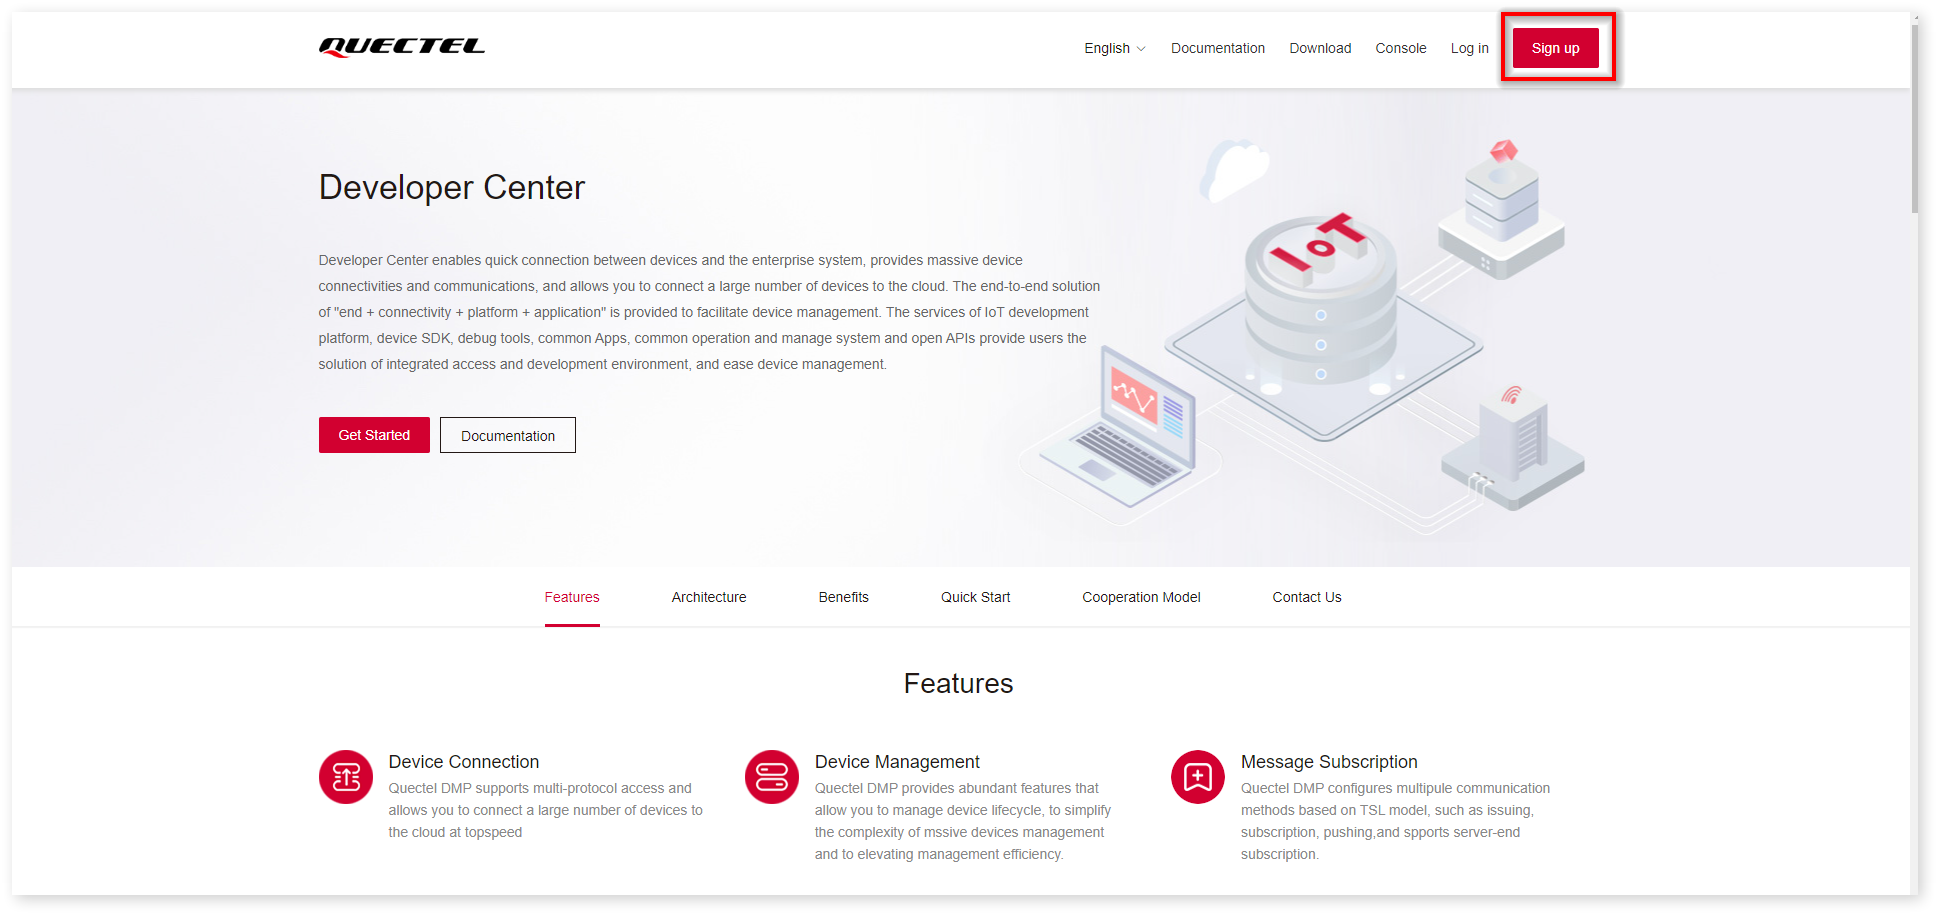 QUECTEL
English Documentation Download Console Log in Sign up
Developer Center
Developer Center enables quick connection between devices and the enterprise system, provides massive device
connectivities and communications, and allows you to connect a large number of devices to the cloud. The end-to-end solution
of "end + connectivity + platform + application" is provided to facilitate device management. The services of IoT development
platform, device SDK, debug tools, common Apps, common operation and manage system and open APIs provide users the
solution of integrated access and development environment, and ease device management.
Get Started Documentation
IoT
Features Architecture Benefits Quick Start Cooperation Model Contact Us
Features
Device Connection
Quectel DMP supports multi-protocol access and
allows you to connect a large number of devices to
the cloud at topspeed
Device Management
Quectel DMP provides abundant features that
allow you to manage device lifecycle, to simplify
the complexity of mssive devices management
and to elevating management efficiency.
Message Subscription
Quectel DMP configures multipule communication
methods based on TSL model, such as issuing,
subscription, pushing,and spports server-end
subscription.